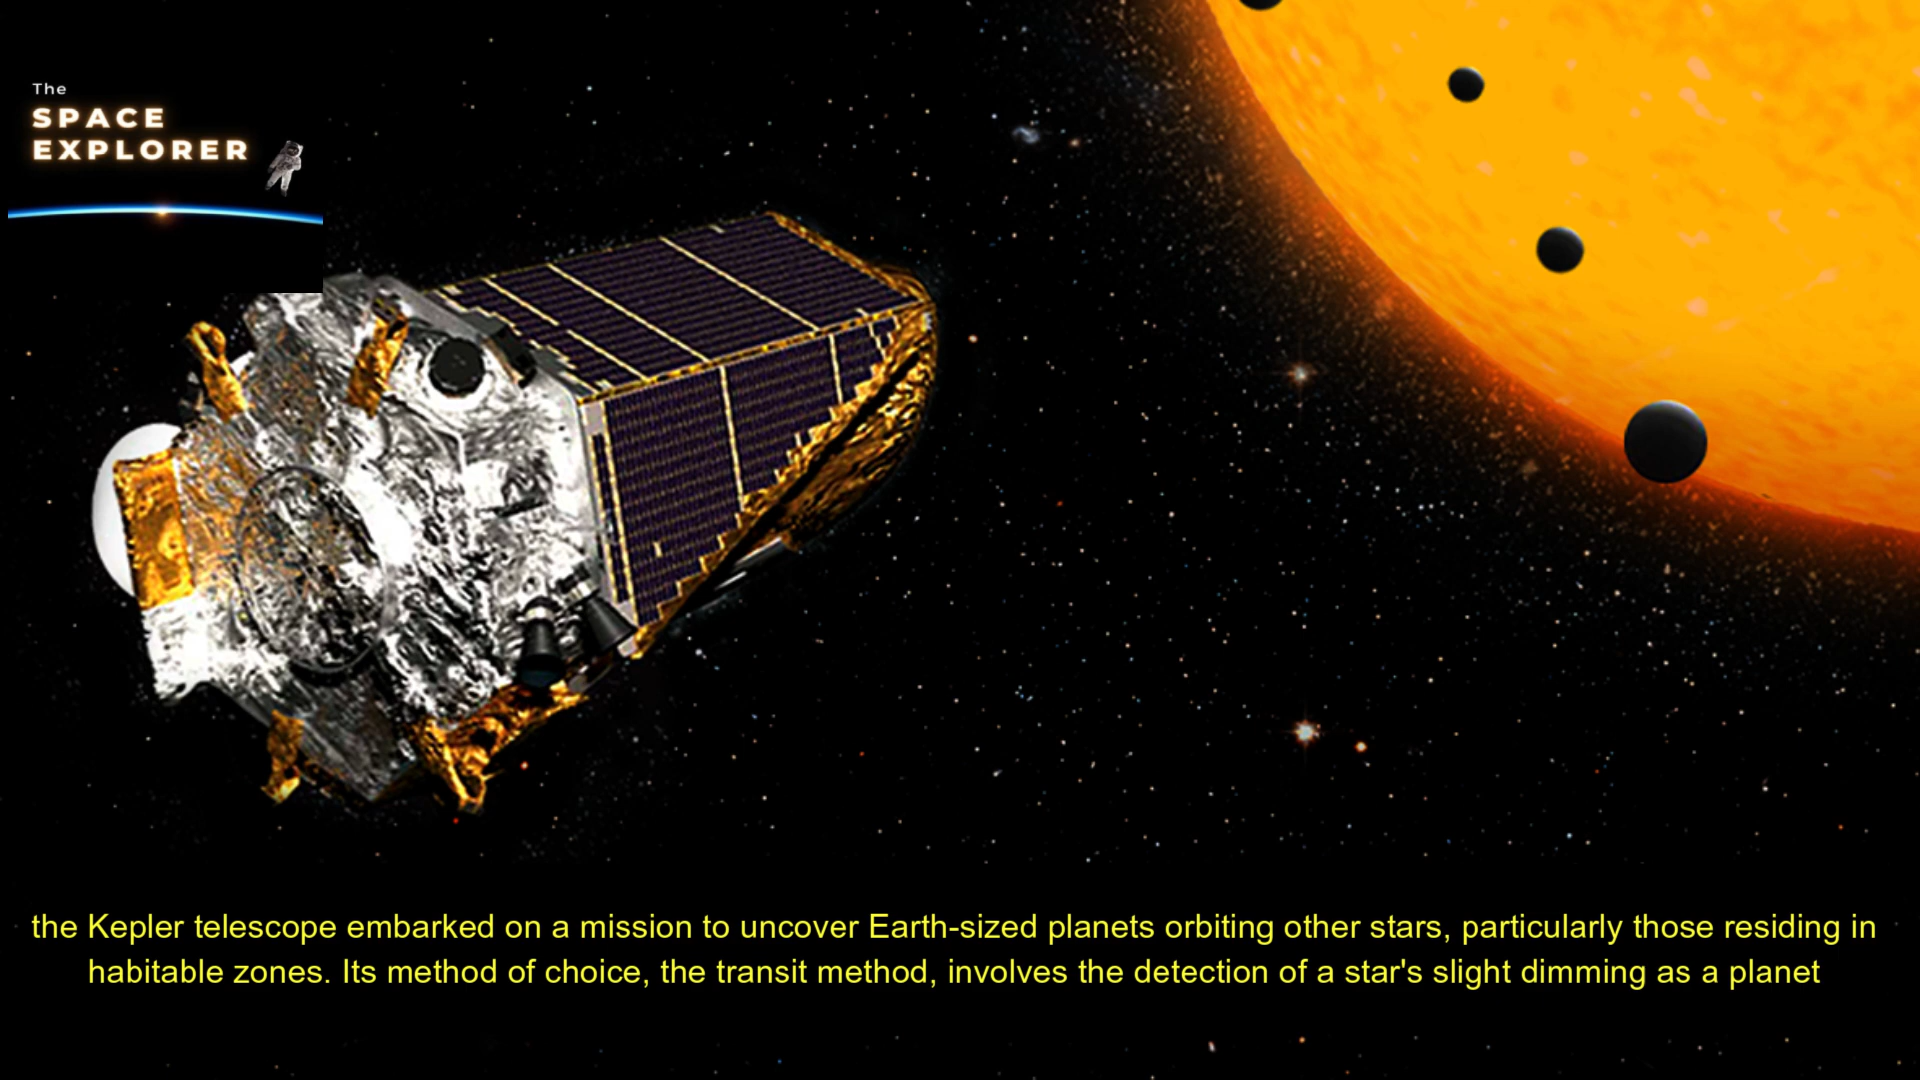 The
SPACE
EXPLORER
the Kepler telescope embarked on a mission to uncover Earth-sized planets orbiting other stars, particularly those residing in
habitable zones. Its method of choice, the transit method, involves the detection of a star's slight dimming as a planet